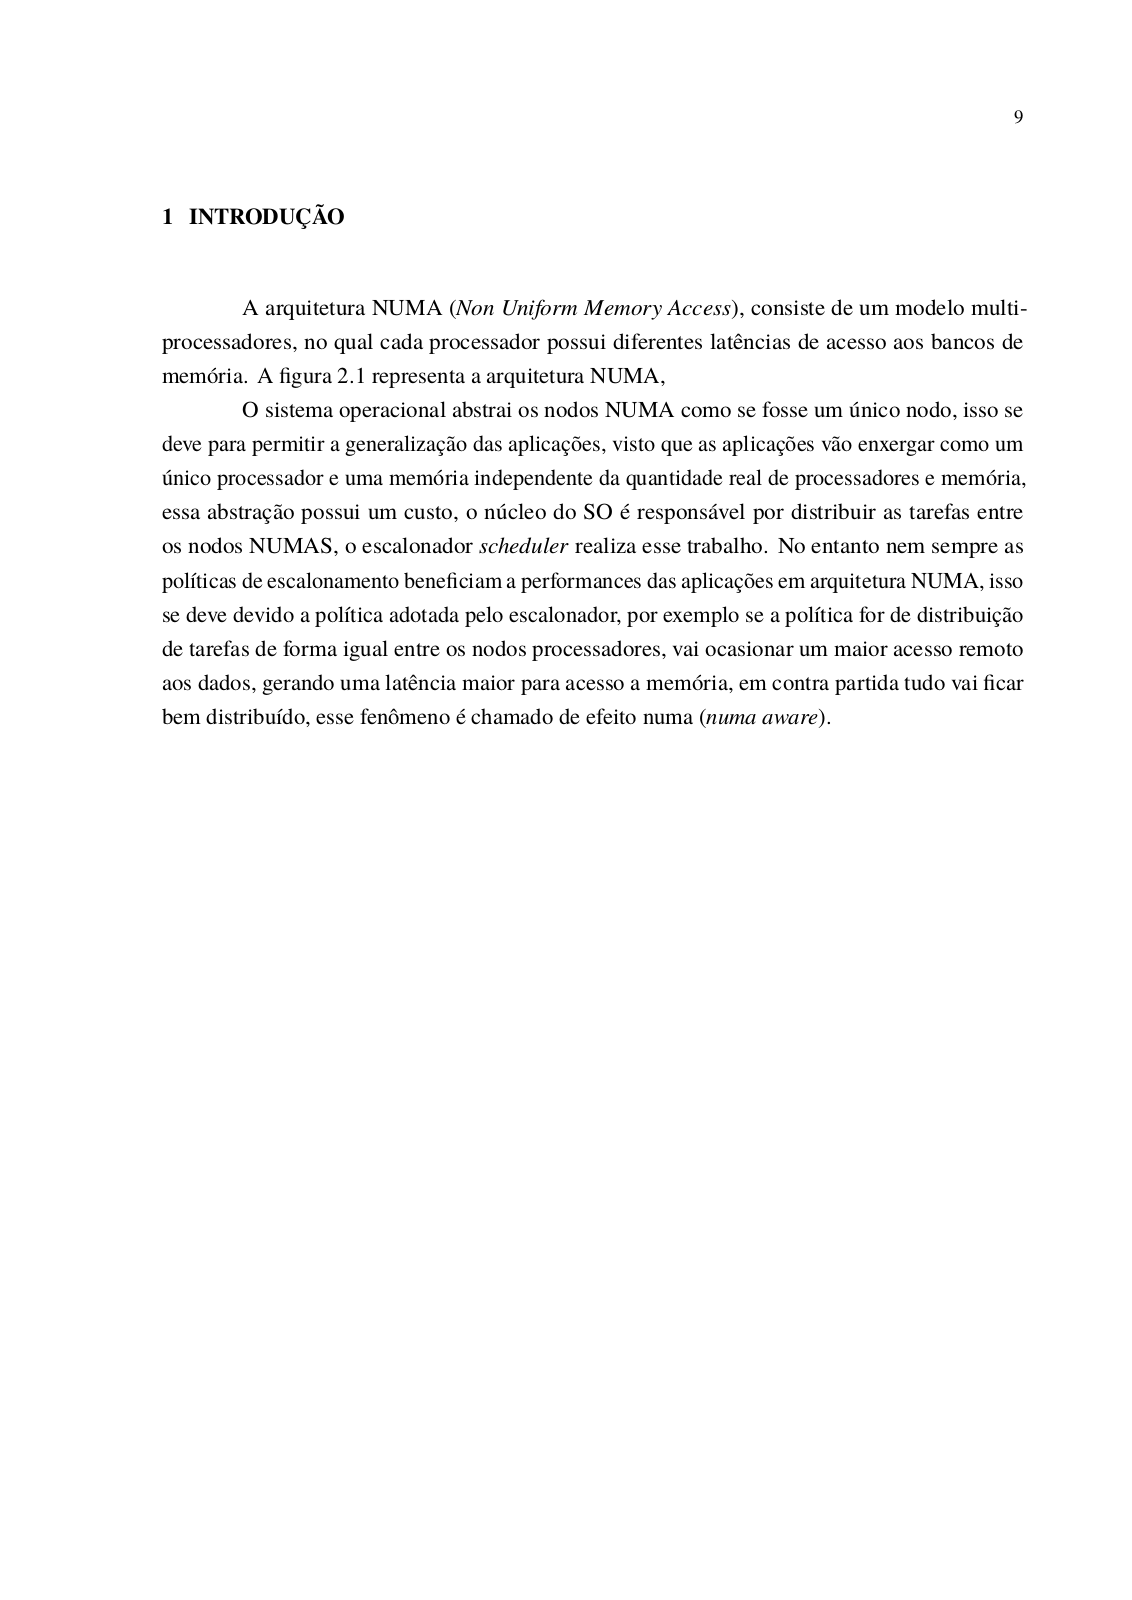 9
1 INTRODUÇÃO
A arquitetura NUMA (Non Uniform Memory Access), consiste de um modelo multi-
processadores, no qual cada processador possui diferentes latências de acesso aos bancos de
memória. A figura 2.1 representa a arquitetura NUMA,
O sistema operacional abstrai os nodos NUMA como se fosse um único nodo, isso se
deve para permitir a generalização das aplicações, visto que as aplicações vão enxergar como um
único processador e uma memória independente da quantidade real de processadores e memória,
essa abstração possui um custo, o núcleo do SO é responsável por distribuir as tarefas entre
os nodos NUMAS, o escalonador scheduler realiza esse trabalho. No entanto nem sempre as
políticas de escalonamento beneficiam a performances das aplicações em arquitetura NUMA, isso
se deve devido a política adotada pelo escalonador, por exemplo se a política for de distribuição
de tarefas de forma igual entre os nodos processadores, vai ocasionar um maior acesso remoto
aos dados, gerando uma latência maior para acesso a memória, em contra partida tudo vai ficar
bem distribuído, esse fenômeno é chamado de efeito numa (numa aware).